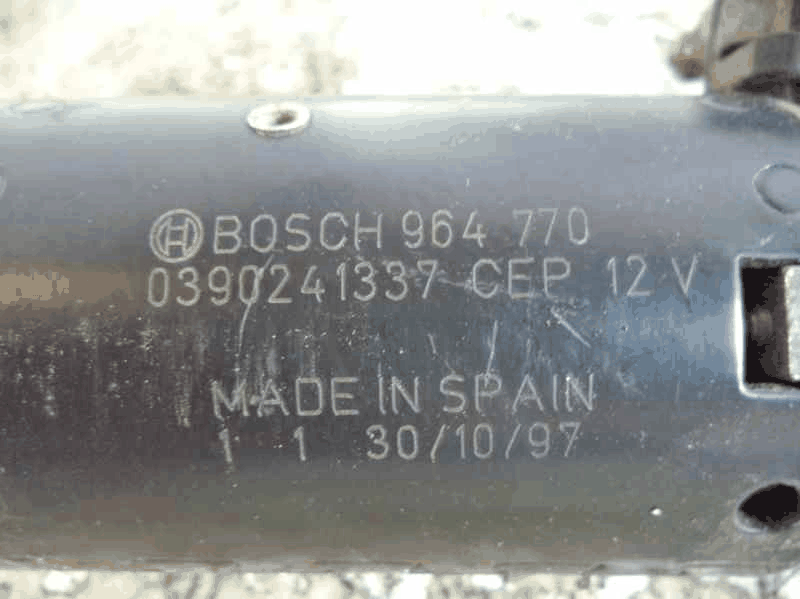 BOSCH 964 770
0390241337 CEP 12 V
MADE IN SPAIN
1 1 30/10/97